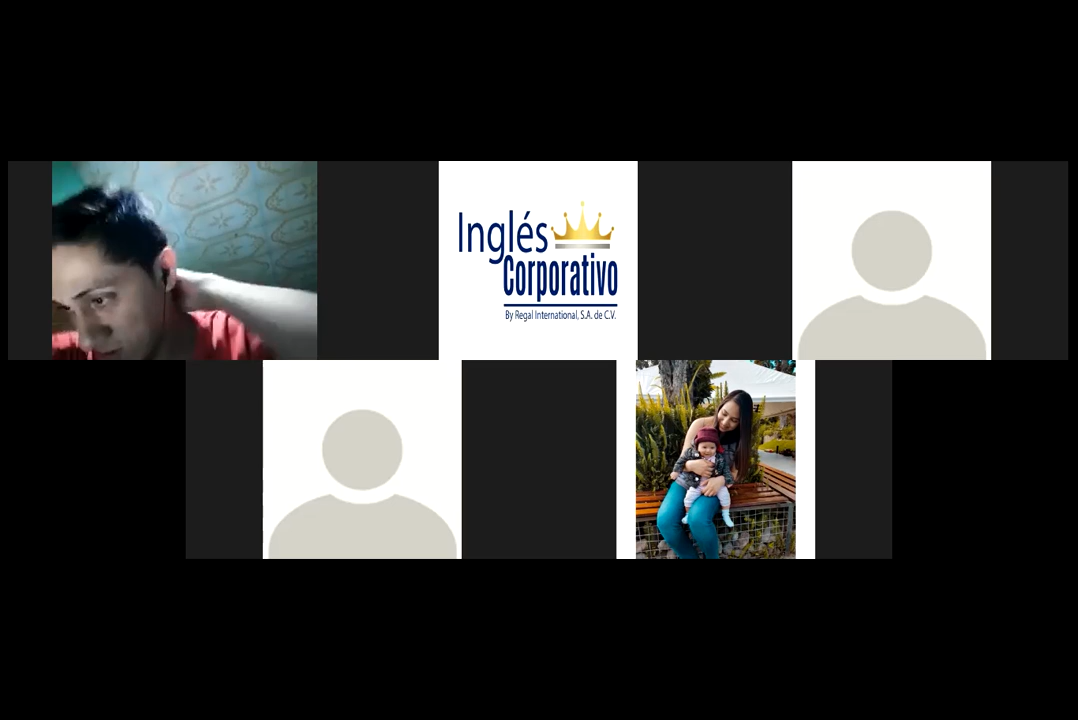 Inglés
Corporativo
By Regal International, S.A. de C.V.